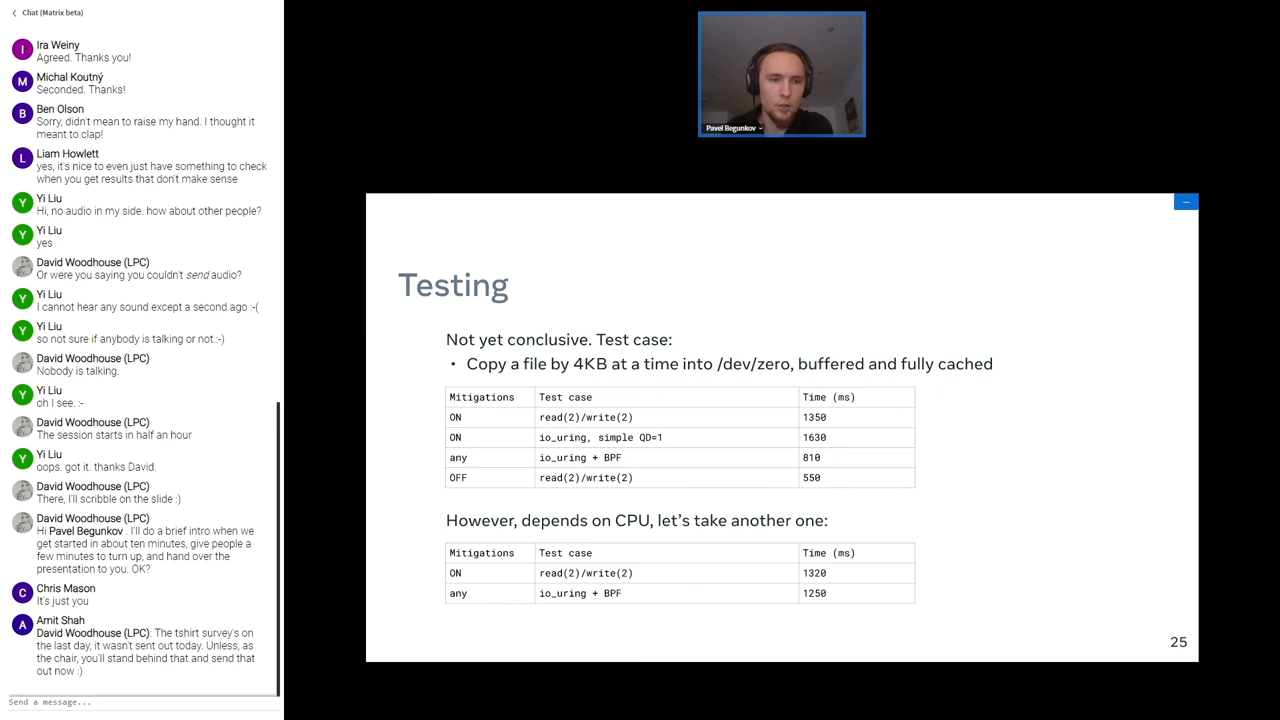 Chat (Matrix beta)
I
Ira Weiny
Agreed. Thanks you!
M
Michal Koutný
Seconded. Thanks!
B
Ben Olson
Sorry, didn't mean to raise my hand. I thought it
meant to clap!
L
Liam Howlett
yes, it's nice to even just have something to check
when you get results that don't make sense
Y
Yi Liu
Hi, no audio in my side. how about other people?
Y
Yi Liu
yes
David Woodhouse (LPC)
Or were you saying you couldn't send audio?
Y
Yi Liu
I cannot hear any sound except a second ago :-(
Y
Yi Liu
so not sure if anybody is talking or not.:-)
David Woodhouse (LPC)
Nobody is talking.
Y
Yi Liu
oh I see. :-
David Woodhouse (LPC)
The session starts in half an hour
Y
Yi Liu
oops. got it. thanks David.
David Woodhouse (LPC)
There, I'll scribble on the slide :)
David Woodhouse (LPC)
Hi Pavel Begunkov . I'll do a brief intro when we
get started in about ten minutes, give people a
few minutes to turn up, and hand over the
presentation to you. OK?
C
Chris Mason
It's just you
A
Amit Shah
David Woodhouse (LPC): The tshirt survey's on
the last day, it wasn't sent out today. Unless, as
the chair, you'll stand behind that and send that
out now :)
Send a message...
Pavel Begunkov
Testing
Not yet conclusive. Test case:
• Copy a file by 4KB at a time into /dev/zero, buffered and fully cached
Mitigations Test case Time (ms)
ON read(2)/write(2) 1350
ON io_uring, simple QD=1 1630
any io_uring + BPF 810
OFF read(2)/write(2) 550
However, depends on CPU, let's take another one:
Mitigations Test case Time (ms)
ON read(2)/write(2) 1320
any io_uring + BPF 1250
25